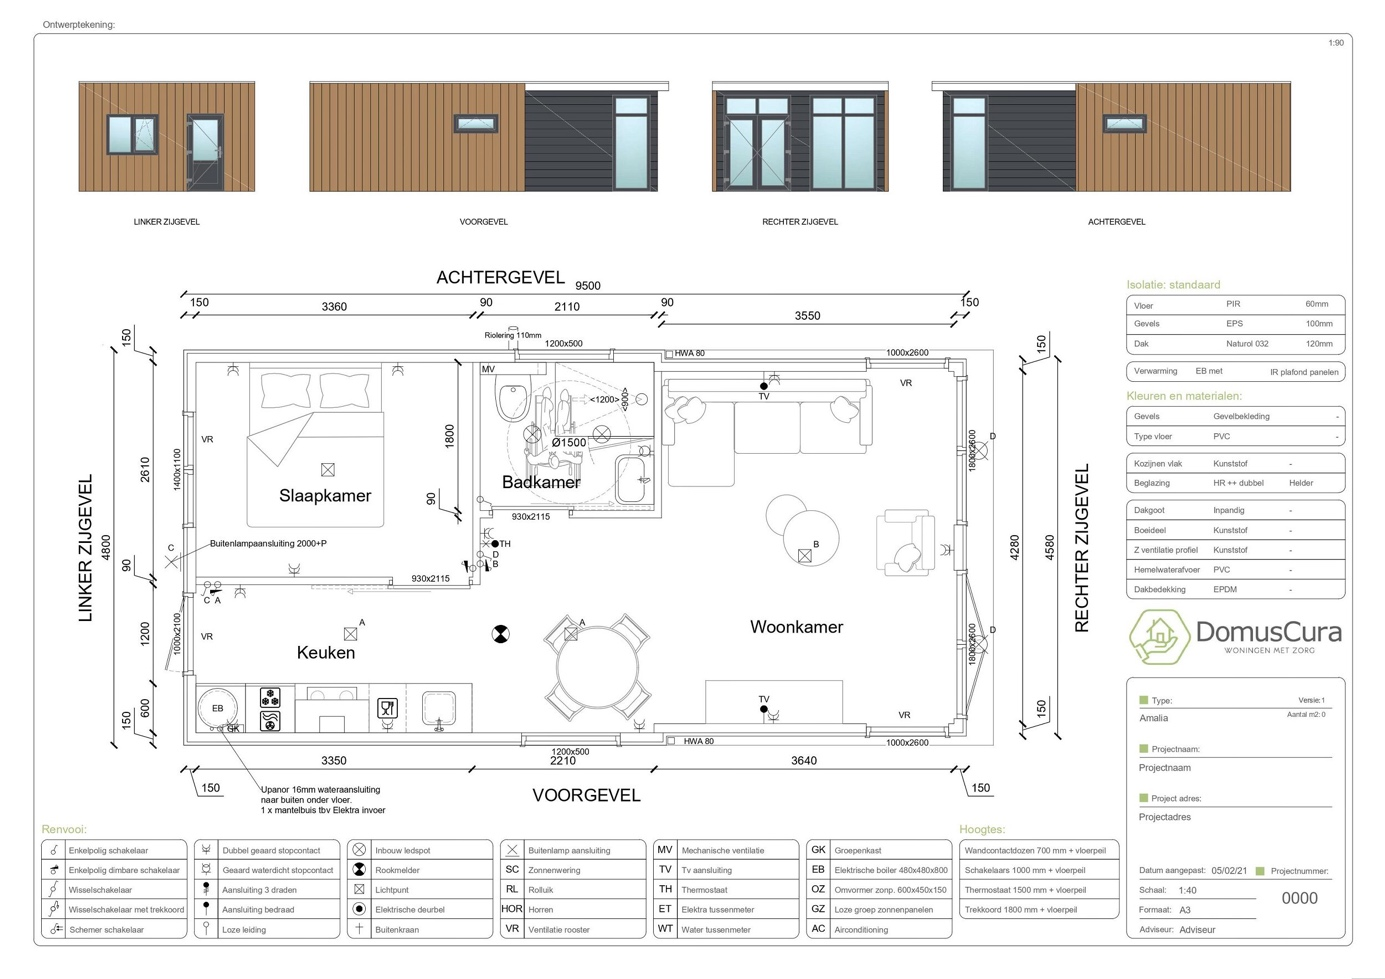 Ontwerptekening:
1:90
LINKER ZIJGEVEL
VOORGEVEL
RECHTER ZIJGEVEL
ACHTERGEVEL
ACHTERGEVEL
9500
150
3360
90
2110
90
3550
150
Riolering 110mm
1200x500
HWA 80
1000x2600
150
150
MV
VR
TV
VR
<1200>
<900>
1800
Ø1500
2610
1400x1100
1800x2600
D
Slaapkamer
Badkamer
90
930x2115
LINKER ZIJGEVEL
4800
RECHTER ZIJGEVEL
4280
4580
Buitenlampaansluiting 2000+P
C
TH
D
B
B
90
930x2115
C A
A
A
1200
1000x2100
VR
Keuken
Woonkamer
1800x2600
D
600
150
EB
GK
TV
VR
150
HWA 80
1000x2600
1200x500
3350
2210
3640
150
150
Upanor 16mm wateraansluiting
naar buiten onder vloer.
1 x mantelbuis tbv Elektra invoer
VOORGEVEL
Isolatie: standaard
Vloer PIR 60mm
Gevels EPS 100mm
Dak Naturol 032 120mm
Verwarming EB met IR plafond panelen
Kleuren en materialen:
Gevels Gevelbekleding -
Type vloer PVC -
Kozijnen vlak Kunststof -
Beglazing HR ++ dubbel Helder
Dakgoot Inpandig -
Boeideel Kunststof -
Z ventilatie profiel Kunststof -
Hemelwaterafvoer PVC -
Dakbedekking EPDM -
DomusCura
WONINGEN MET ZORG
Type: Versie: 1
Amalia Aantal m2: 0
Projectnaam:
Projectnaam
Project adres:
Projectadres
Datum aangepast: 05/02/21 Projectnummer:
Schaal: 1:40
0000
Formaat: A3
Adviseur: Adviseur
Renvooi:
Enkelpolig schakelaar
Enkelpolig dimbare schakelaar
Wisselschakelaar
Wisselschakelaar met trekkoord
Schemer schakelaar
Dubbel geaard stopcontact
Geaard waterdicht stopcontact
Aansluiting 3 draden
Aansluiting bedraad
Loze leiding
Inbouw ledspot
Rookmelder
Lichtpunt
Elektrische deurbel
Buitenkraan
Buitenlamp aansluiting
SC Zonnenwering
RL Rolluik
HOR Horren
VR Ventilatie rooster
MV Mechanische ventilatie
TV Tv aansluiting
TH Thermostaat
ET Elektra tussenmeter
WT Water tussenmeter
GK Groepenkast
EB Elektrische boiler 480x480x800
OZ Omvormer zonp. 600x450x150
GZ Loze groep zonnenpanelen
AC Airconditioning
Hoogtes:
Wandcontactdozen 700 mm + vloerpeil
Schakelaars 1000 mm + vloerpeil
Thermostaat 1500 mm + vloerpeil
Trekkoord 1800 mm + vloerpeil